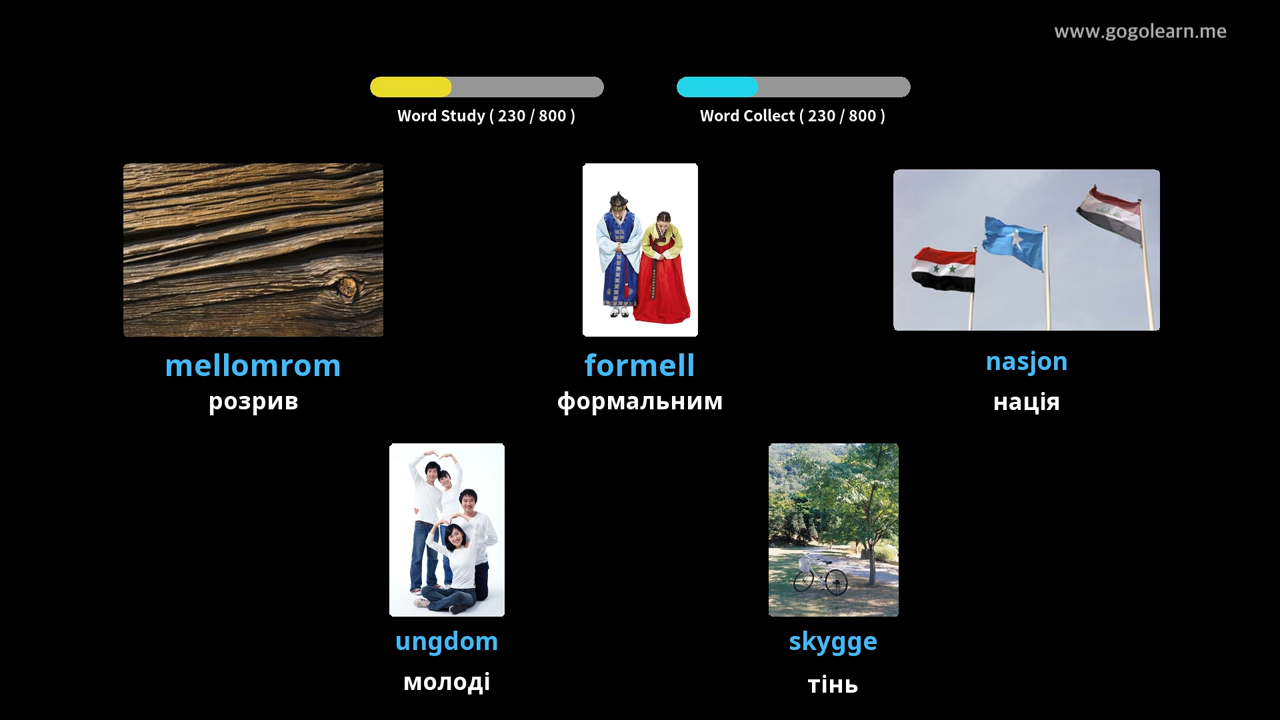 www.gogolearn.me
Word Study ( 230 / 800 )
Word Collect ( 230 / 800 )
mellomrom
розрив
formell
формальним
nasjon
нація
ungdom
молоді
skygge
тінь